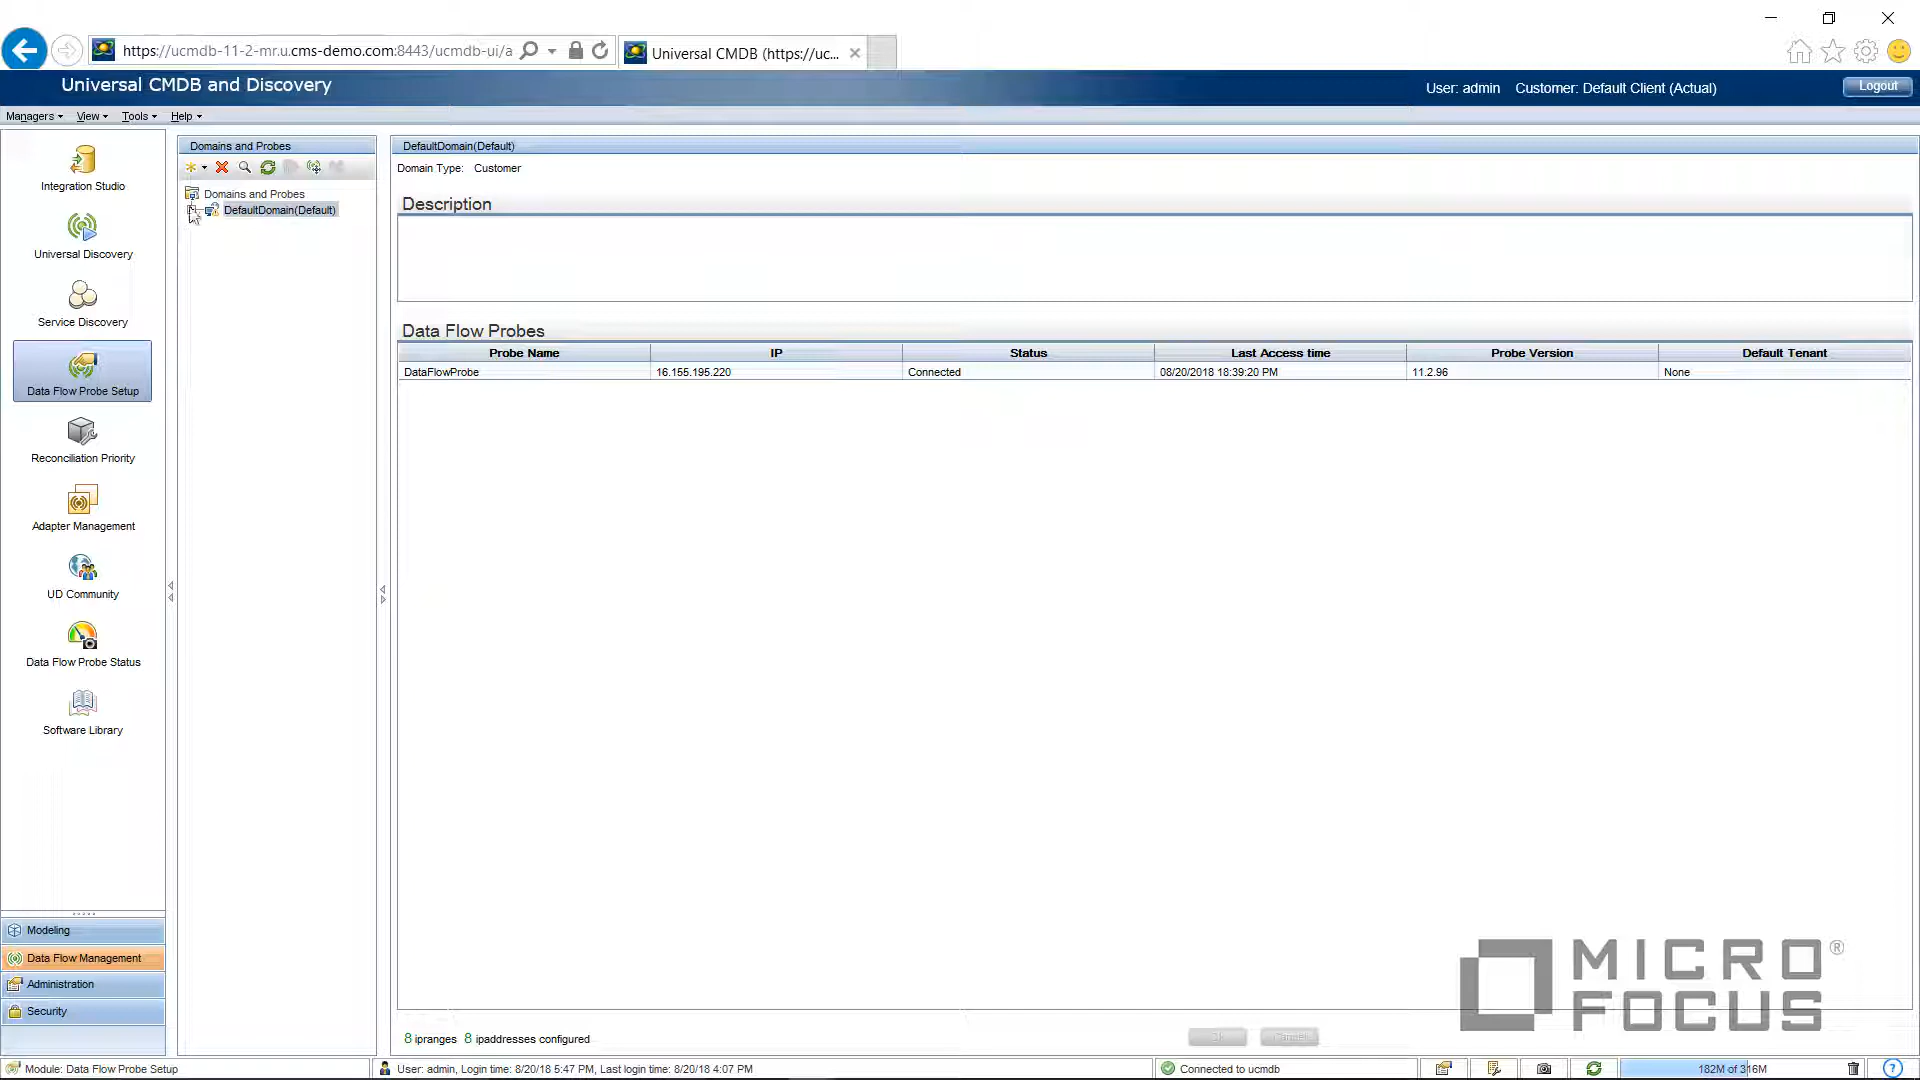 https://ucmdb-11-2-mr.u.cms-demo.com:8443/ucmdb-ui/a
Universal CMDB (https://uc...
Universal CMDB and Discovery
User: admin
Customer: Default Client (Actual)
Logout
Managers
View
Tools
Help
Integration Studio
Universal Discovery
Service Discovery
Data Flow Probe Setup
Reconciliation Priority
Adapter Management
UD Community
Data Flow Probe Status
Software Library
Modeling
Data Flow Management
Administration
Security
Domains and Probes
Domains and Probes
DefaultDomain(Default)
DefaultDomain(Default)
Domain Type: Customer
Description
Data Flow Probes
Probe Name IP Status Last Access time Probe Version Default Tenant
DataFlowProbe 16.155.195.220 Connected 08/20/2018 18:39:20 PM 11.2.96 None
8 ipranges 8 ipaddresses configured
Cancel
MICRO ®
FOCUS
Module: Data Flow Probe Setup
User: admin, Login time: 8/20/18 5:47 PM, Last login time: 8/20/18 4:07 PM
Connected to ucmdb
182M of 316M